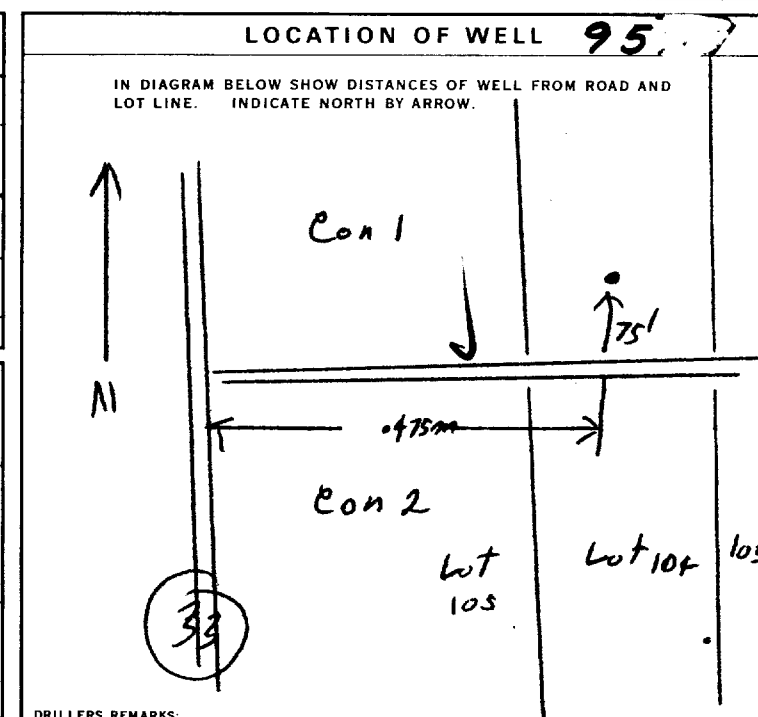 LOCATION OF WELL 95
IN DIAGRAM BELOW SHOW DISTANCES OF WELL FROM ROAD AND
LOT LINE. INDICATE NORTH BY ARROW.
Con 1
75'
N
.475m
Con 2
Lot
105
Lot 104
33
DRILLERS REMARKS: